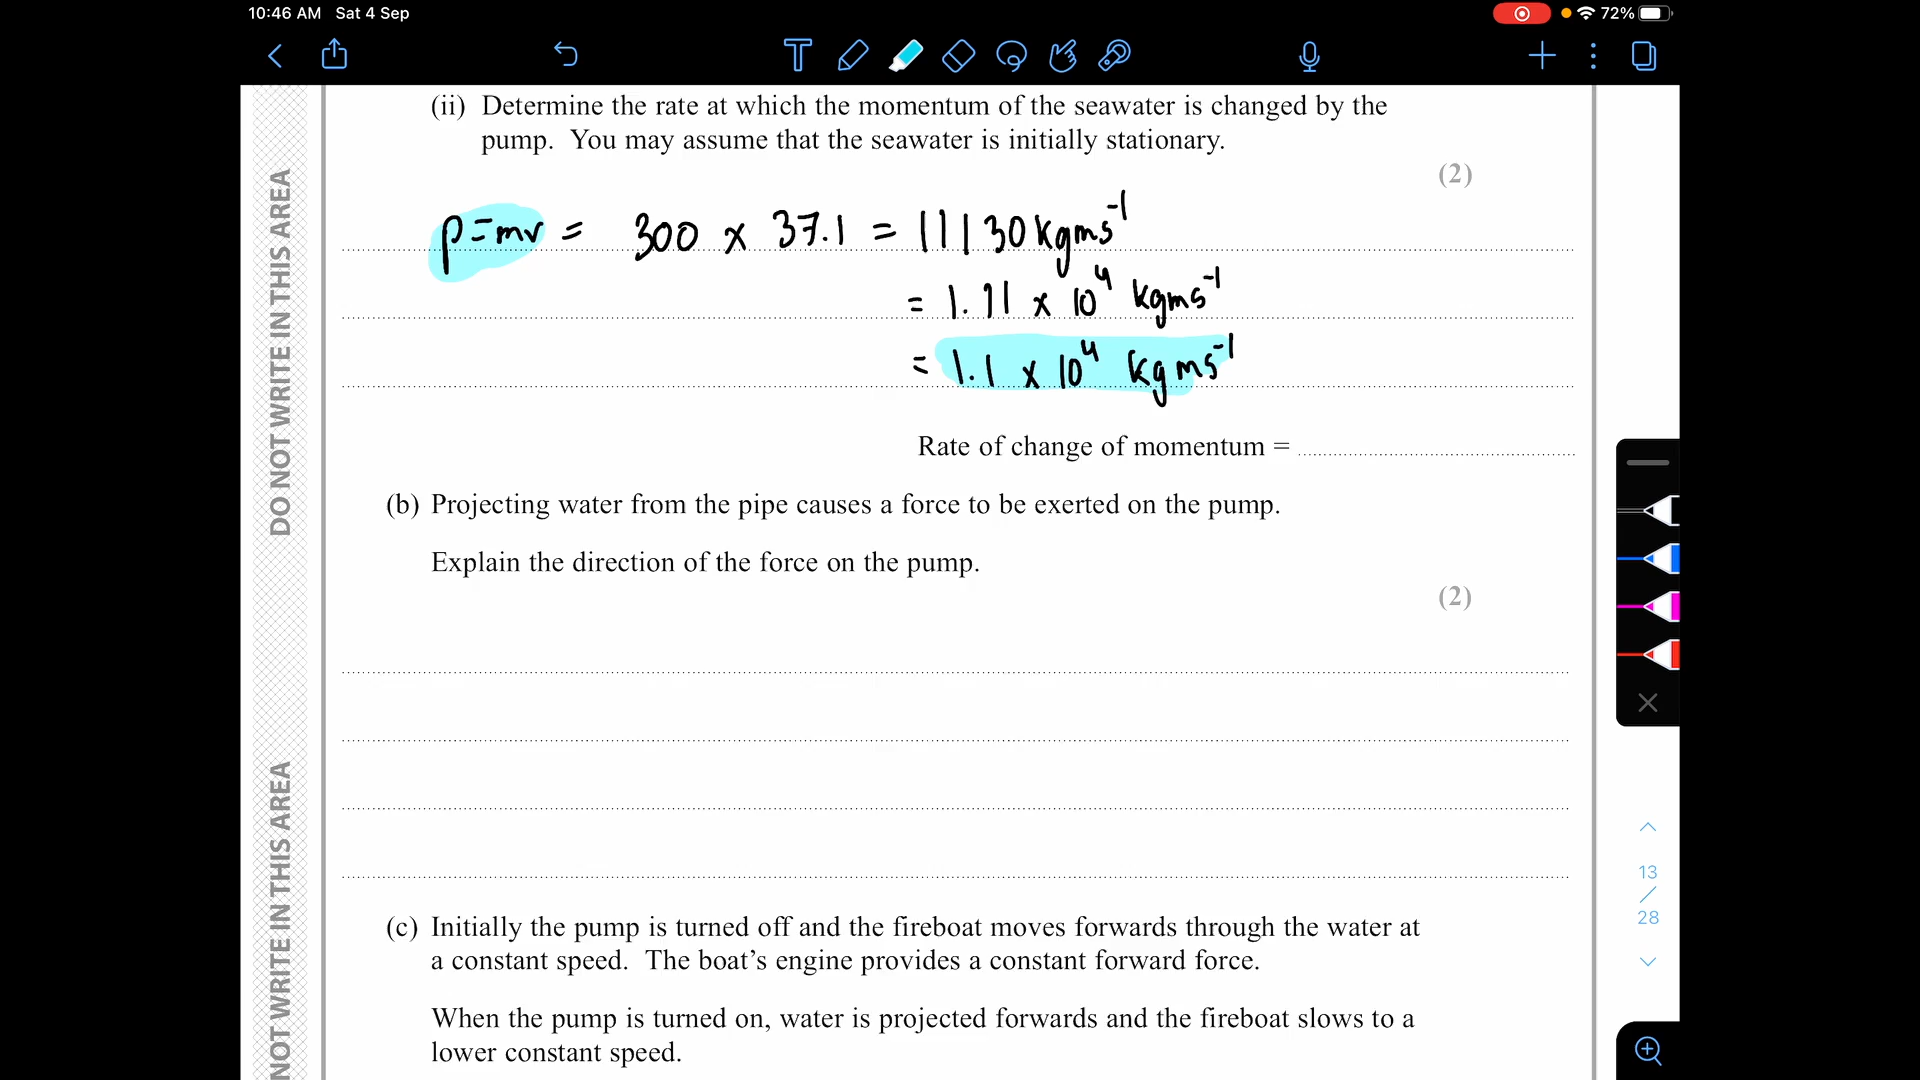 10:46 AM Sat 4 Sep
72%
(ii) Determine the rate at which the momentum of the seawater is changed by the
pump. You may assume that the seawater is initially stationary.
(2)
p=mv = 300 x 37.1 = 11130 kgms⁻¹
= 1.11 x 10⁴ kgms⁻¹
= 1.1 x 10⁴ kgms⁻¹
Rate of change of momentum =
(b) Projecting water from the pipe causes a force to be exerted on the pump.
Explain the direction of the force on the pump.
(2)
(c) Initially the pump is turned off and the fireboat moves forwards through the water at
a constant speed. The boat's engine provides a constant forward force.
When the pump is turned on, water is projected forwards and the fireboat slows to a
lower constant speed.
DO NOT WRITE IN THIS AREA
NOT WRITE IN THIS AREA
13
/
28